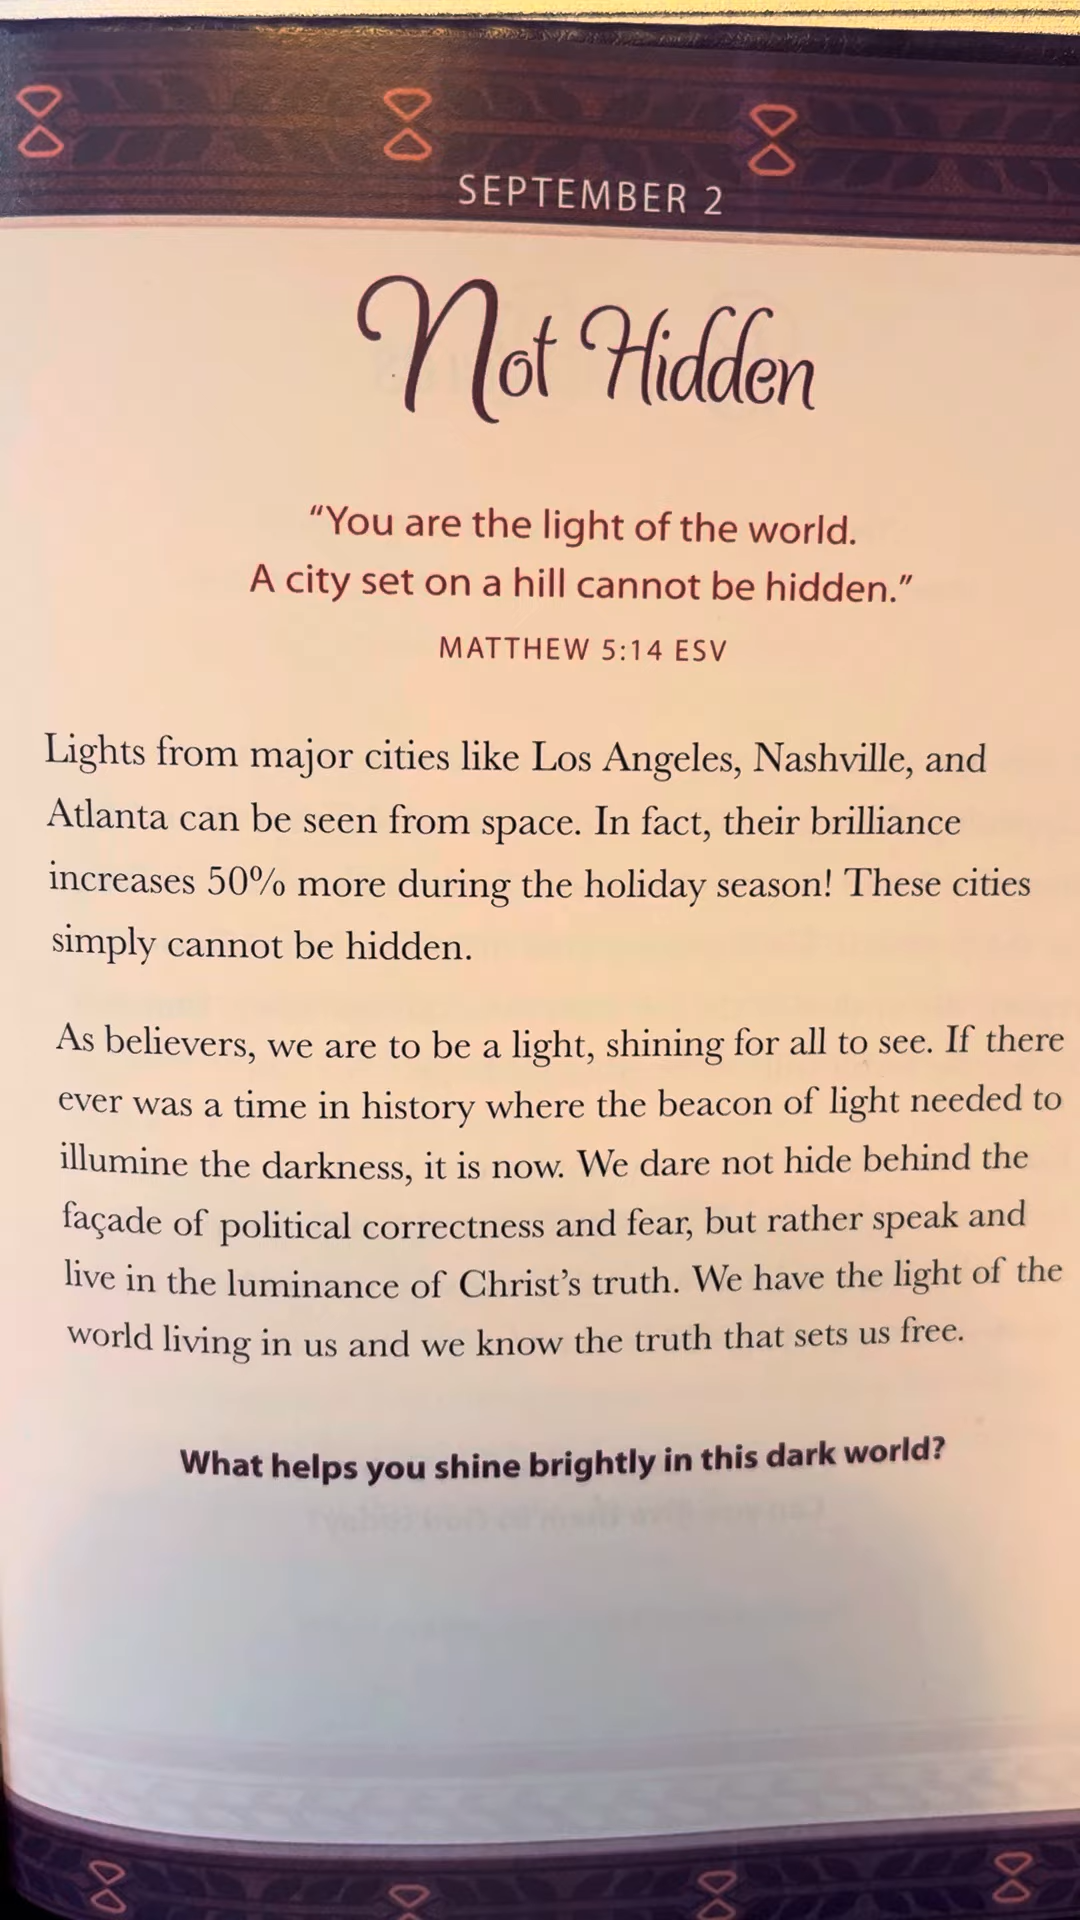 SEPTEMBER 2
Not Hidden
“You are the light of the world.
A city set on a hill cannot be hidden.”
MATTHEW 5:14 ESV
Lights from major cities like Los Angeles, Nashville, and
Atlanta can be seen from space. In fact, their brilliance
increases 50% more during the holiday season! These cities
simply cannot be hidden.
As believers, we are to be a light, shining for all to see. If there
ever was a time in history where the beacon of light needed to
illumine the darkness, it is now. We dare not hide behind the
façade of political correctness and fear, but rather speak and
live in the luminance of Christ’s truth. We have the light of the
world living in us and we know the truth that sets us free.
What helps you shine brightly in this dark world?